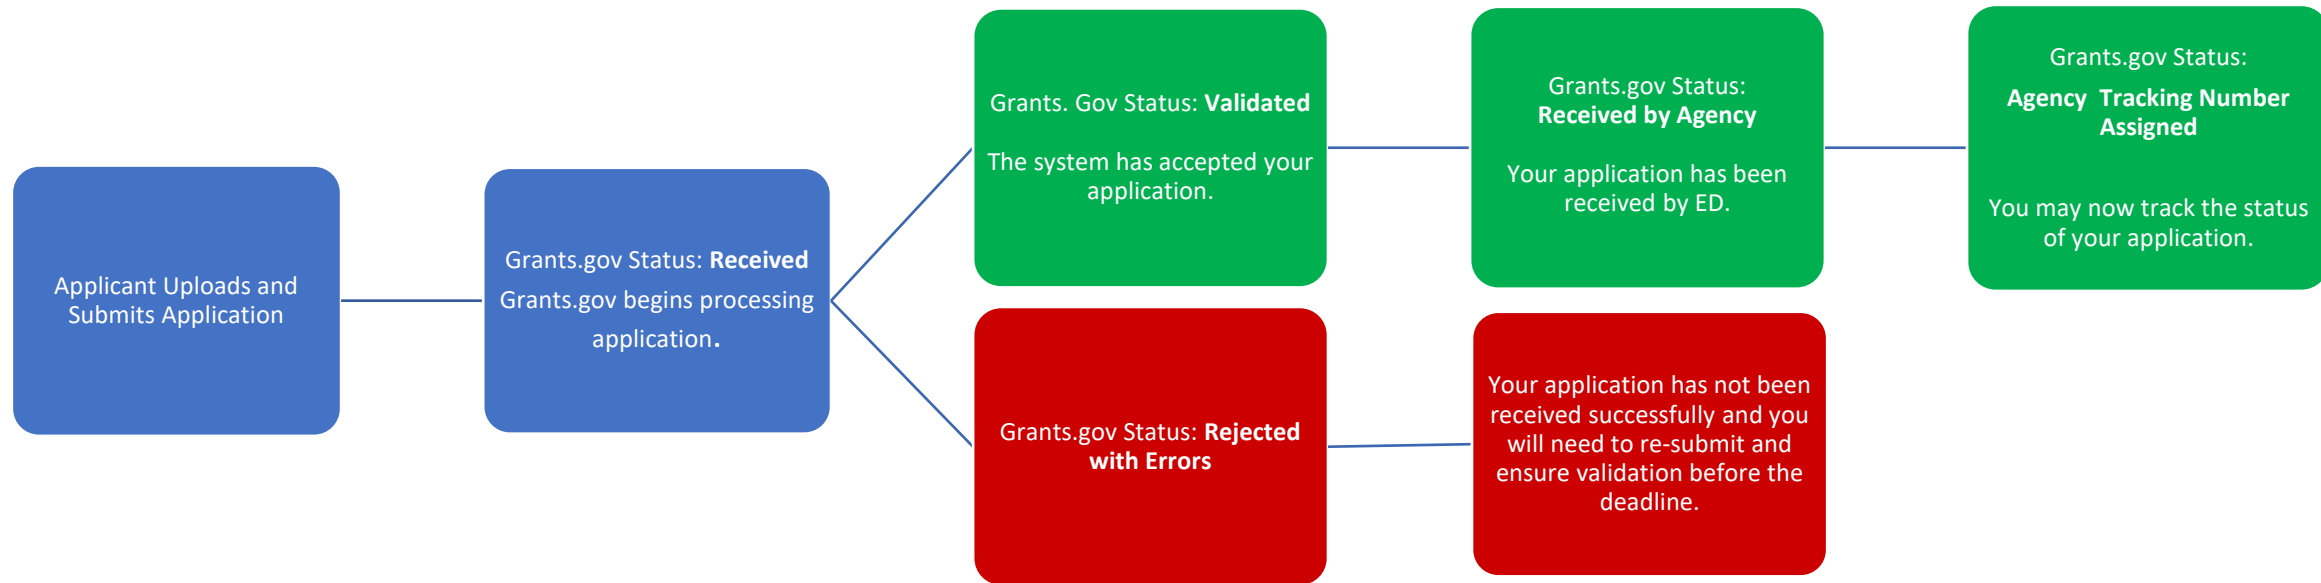 Applicant Uploads and
Submits Application
Grants.gov Status: Received
Grants.gov begins processing
application.
Grants. Gov Status: Validated
The system has accepted your
application.
Grants.gov Status:
Received by Agency
Your application has been
received by ED.
Grants.gov Status:
Agency  Tracking Number
Assigned
You may now track the status
of your application.
Grants.gov Status: Rejected
with Errors
Your application has not been
received successfully and you
will need to re-submit and
ensure validation before the
deadline.